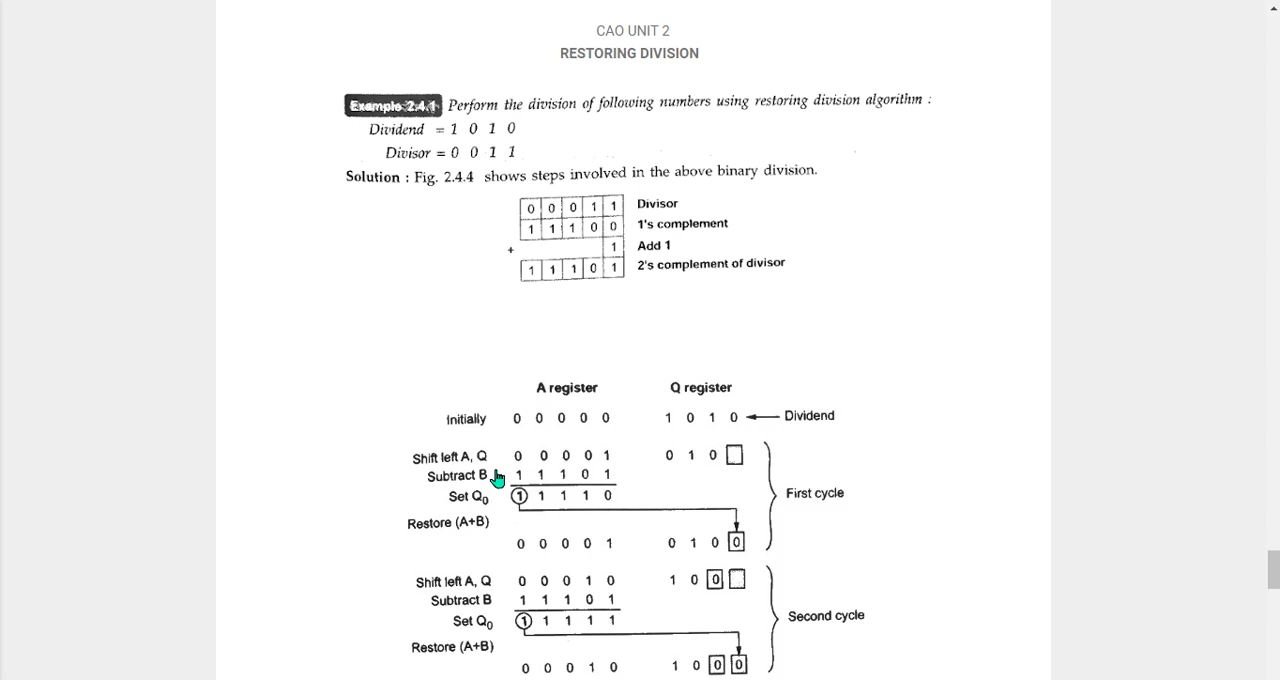 CAO UNIT 2
RESTORING DIVISION
Example 2.4.1 Perform the division of following numbers using restoring division algorithm :
Dividend = 1 0 1 0
Divisor = 0 0 1 1
Solution : Fig. 2.4.4 shows steps involved in the above binary division.
0 0 0 1 1 Divisor
1 1 1 0 0 1's complement
+ 1 Add 1
1 1 1 0 1 2's complement of divisor
A register Q register
Initially 0 0 0 0 0 1 0 1 0 Dividend
Shift left A, Q 0 0 0 0 1 0 1 0
Subtract B 1 1 1 0 1
Set Q0 1 1 1 1 0 First cycle
Restore (A+B)
0 0 0 0 1 0 1 0 0
Shift left A, Q 0 0 0 1 0 1 0 0
Subtract B 1 1 1 0 1
Set Q0 1 1 1 1 1 Second cycle
Restore (A+B)
0 0 0 1 0 1 0 0 0